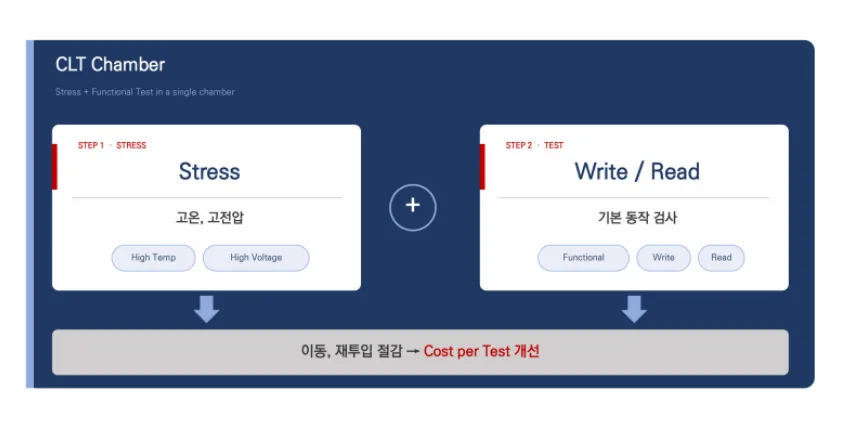 CLT Chamber
Stress + Functional Test in a single chamber
STEP 1 · STRESS
Stress
고온, 고전압
High Temp
High Voltage
+
STEP 2 · TEST
Write / Read
기본 동작 검사
Functional
Write
Read
이동, 재투입 절감 → Cost per Test 개선